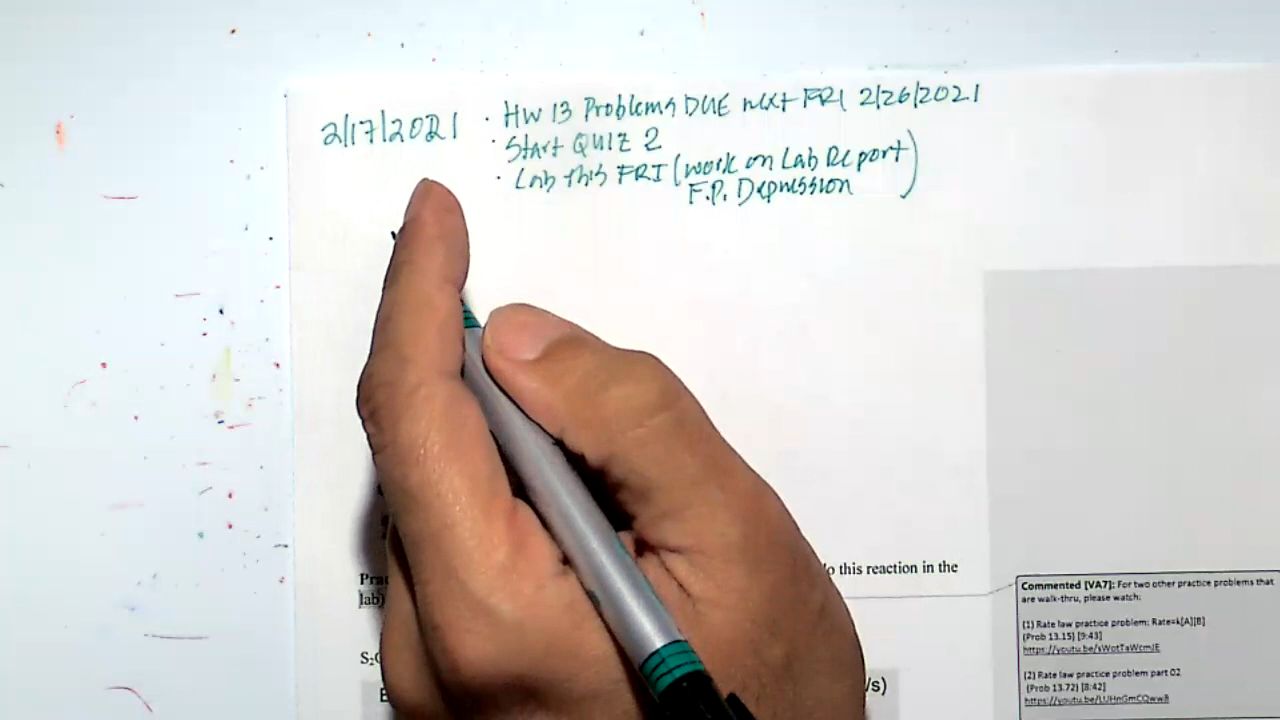 2/17/2021 · HW 13 Problems DUE next FRI 2/26/2021
· Start QUIZ 2
· Lab this FRI (work on Lab Report
F.P. Depression)
o this reaction in the
lab)
Commented [VA7]: For two other practice problems that
are walk-thru, please watch:
(1) Rate law practice problem: Rate=k[A][B]
(Prob 13.15) [9:43]
https://youtu.be/sWotTaWcmJE
(2) Rate law practice problem part 02
(Prob 13.72) [8:42]
https://youtu.be/LUHnGmCQwwB
/s)